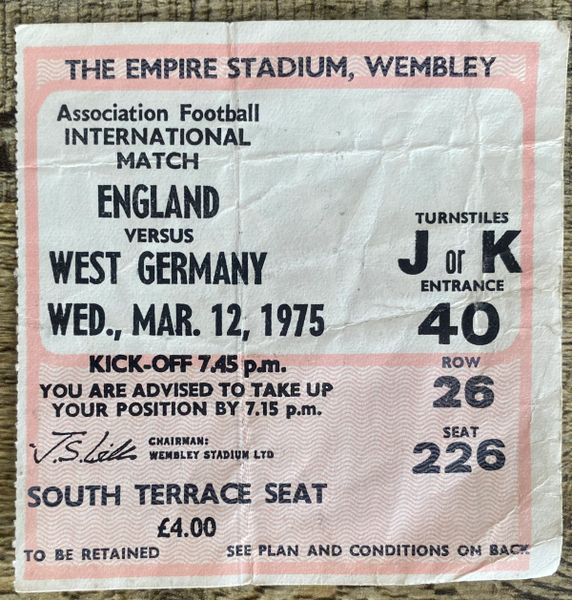 THE EMPIRE STADIUM, WEMBLEY
Association Football
INTERNATIONAL
MATCH
ENGLAND
VERSUS
WEST GERMANY
WED., MAR. 12, 1975
TURNSTILES
J or K
ENTRANCE
40
KICK-OFF 7.45 p.m.
YOU ARE ADVISED TO TAKE UP
YOUR POSITION BY 7.15 p.m.
ROW
26
SEAT
226
CHAIRMAN:
WEMBLEY STADIUM LTD
SOUTH TERRACE SEAT
£4.00
TO BE RETAINED SEE PLAN AND CONDITIONS ON BACK